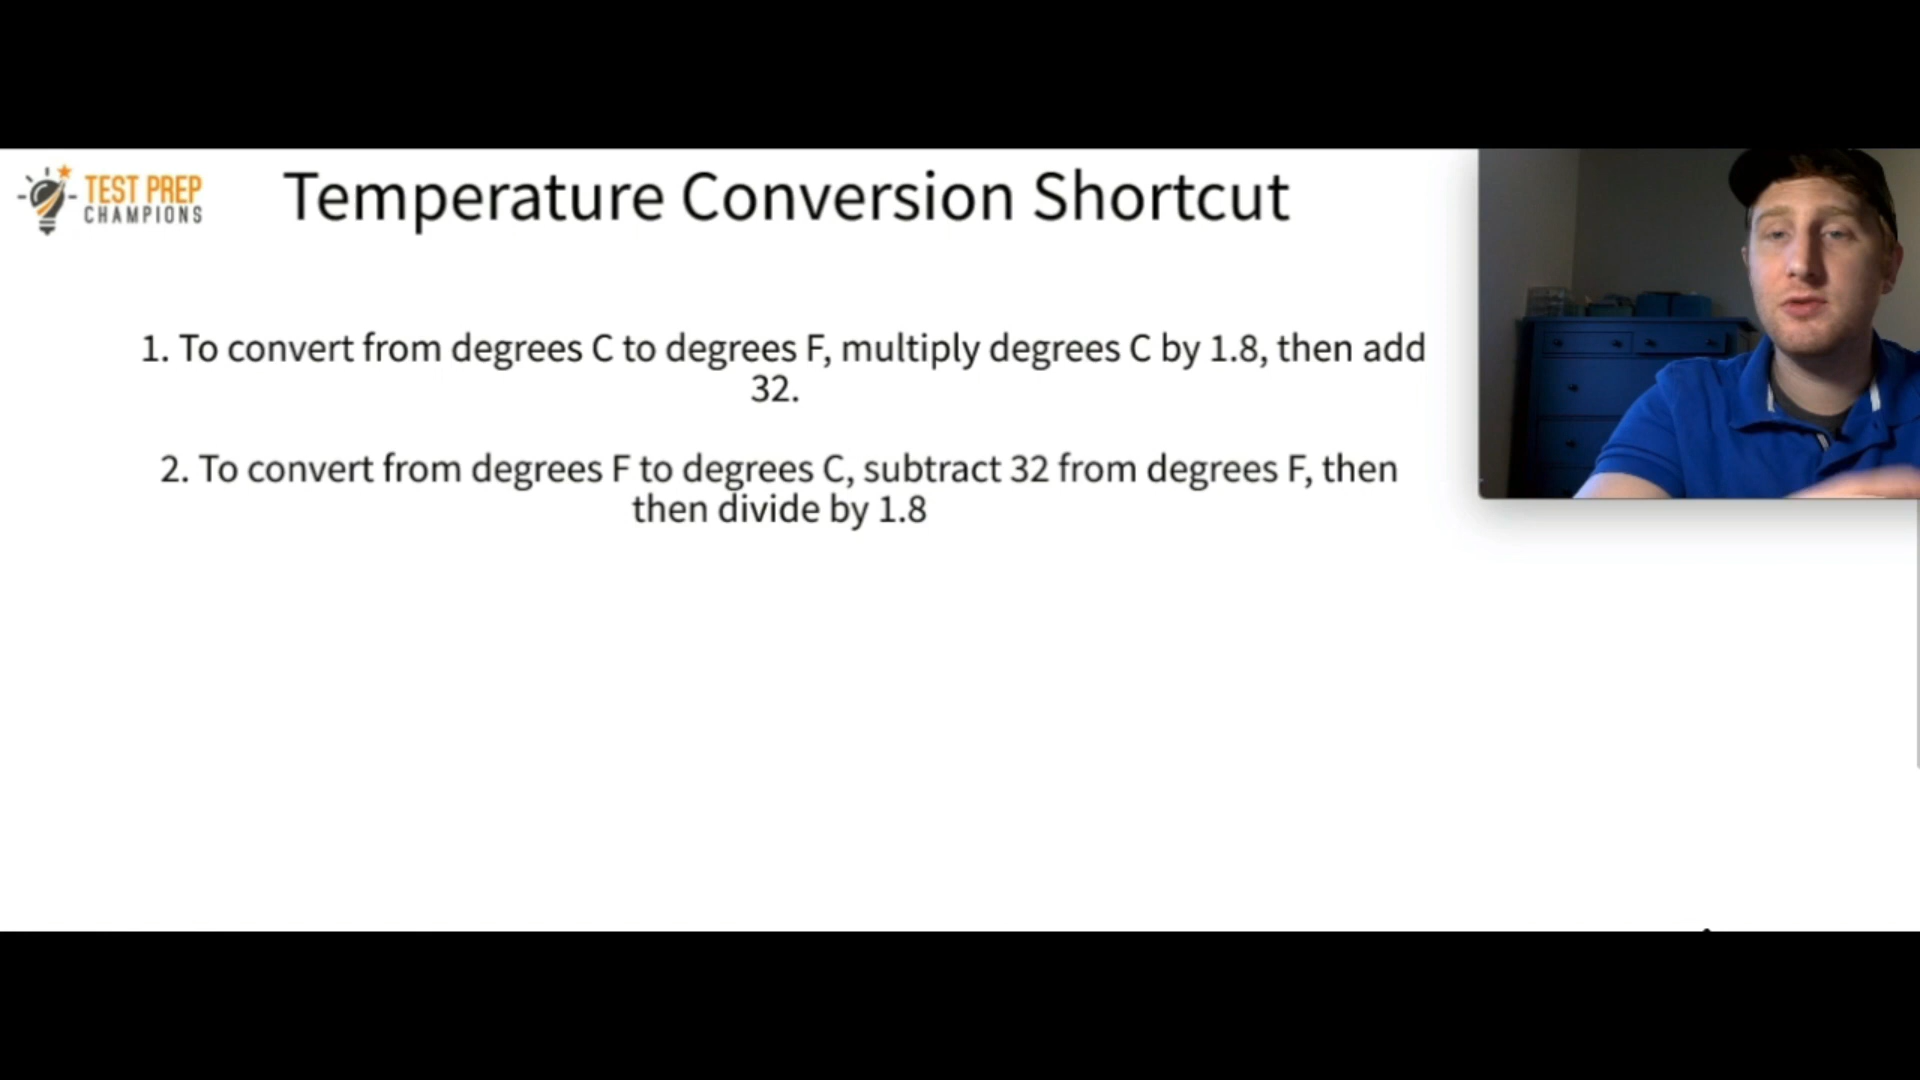 TEST PREP
CHAMPIONS
Temperature Conversion Shortcut
1. To convert from degrees C to degrees F, multiply degrees C by 1.8, then add
32.
2. To convert from degrees F to degrees C, subtract 32 from degrees F, then
then divide by 1.8